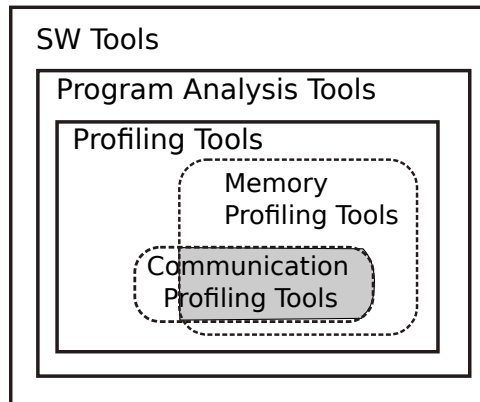 SW Tools
Program Analysis Tools
Profiling Tools
Memory
Profiling Tools
Communication
Profiling Tools